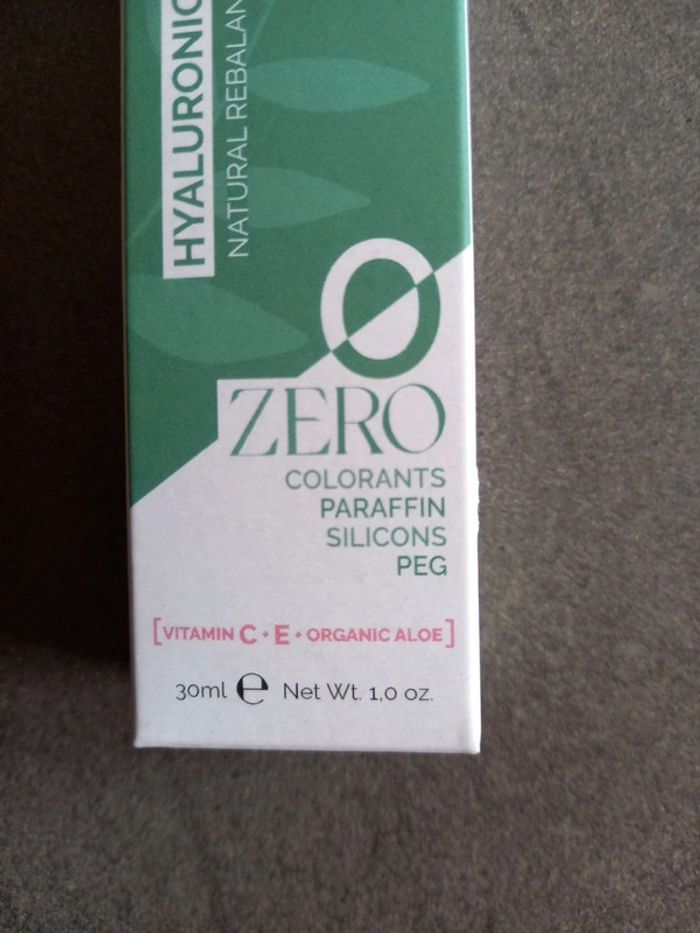 HYALURONIC
NATURAL REBALAN
0
ZERO
COLORANTS
PARAFFIN
SILICONS
PEG
[VITAMIN C + E + ORGANIC ALOE]
30ml ℮ Net Wt. 1,0 oz.